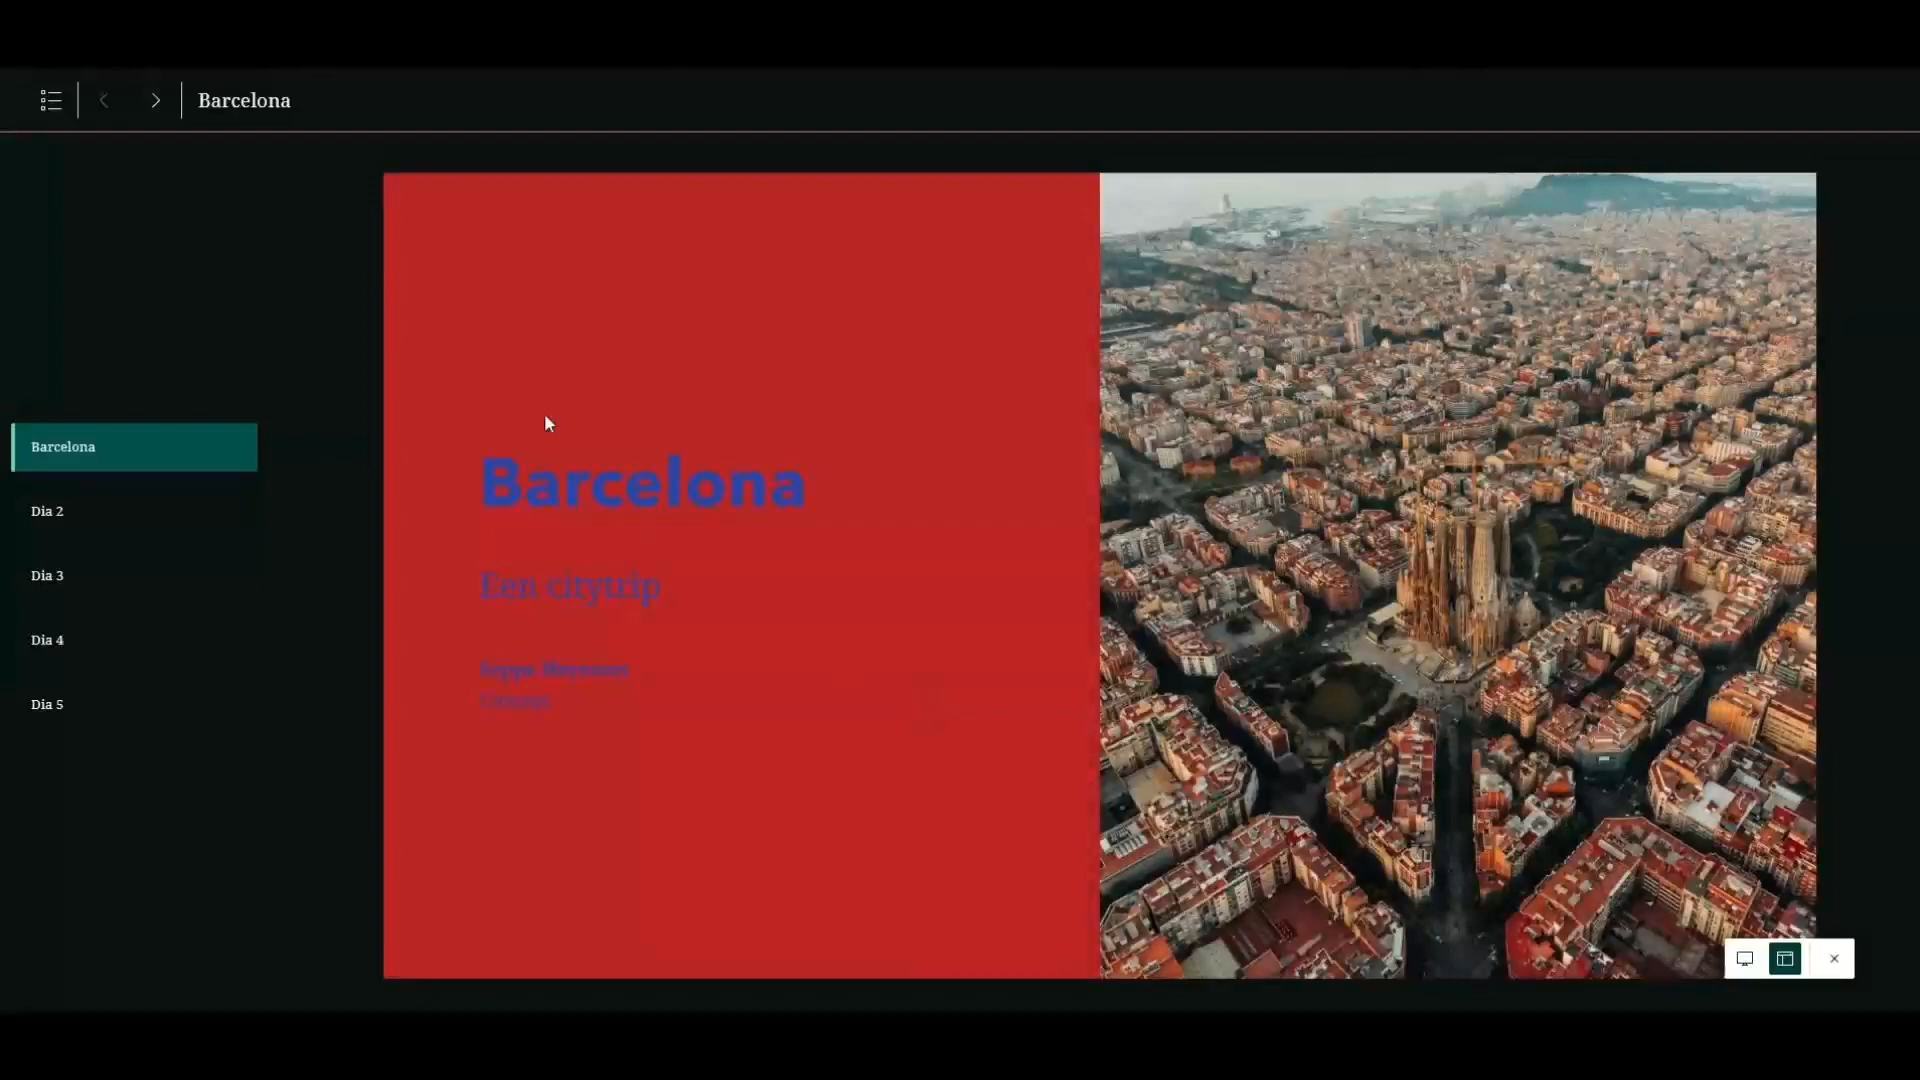 Barcelona
Barcelona
Dia 2
Dia 3
Dia 4
Dia 5
Barcelona
Een citytrip